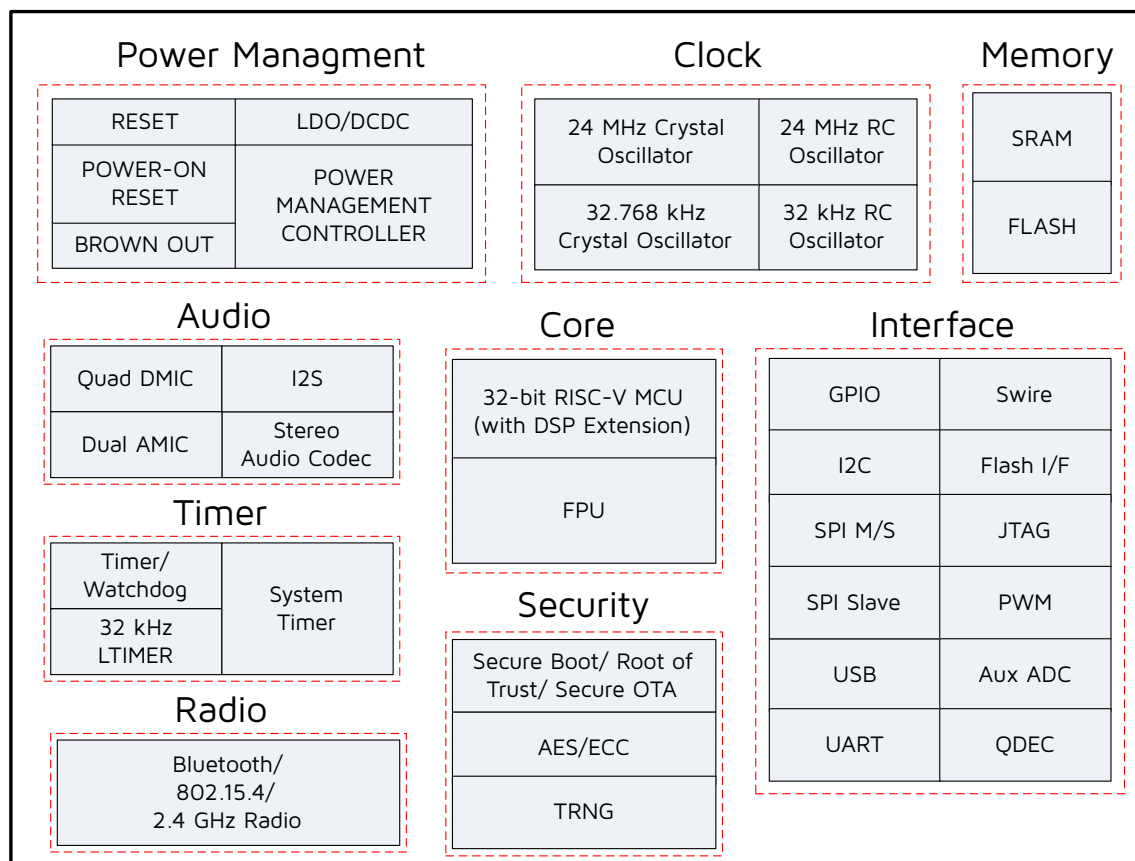 Power Managment
RESET
LDO/DCDC
POWER-ON
RESET
POWER
MANAGEMENT
CONTROLLER
BROWN OUT
Clock
24 MHz Crystal
Oscillator
24 MHz RC
Oscillator
32.768 kHz
Crystal Oscillator
32 kHz RC
Oscillator
Memory
SRAM
FLASH
Audio
Quad DMIC
I2S
Dual AMIC
Stereo
Audio Codec
Core
32-bit RISC-V MCU
(with DSP Extension)
FPU
Interface
GPIO
Swire
I2C
Flash I/F
SPI M/S
JTAG
SPI Slave
PWM
USB
Aux ADC
UART
QDEC
Timer
Timer/
Watchdog
System
Timer
32 kHz
LTIMER
Security
Secure Boot/ Root of
Trust/ Secure OTA
AES/ECC
TRNG
Radio
Bluetooth/
802.15.4/
2.4 GHz Radio